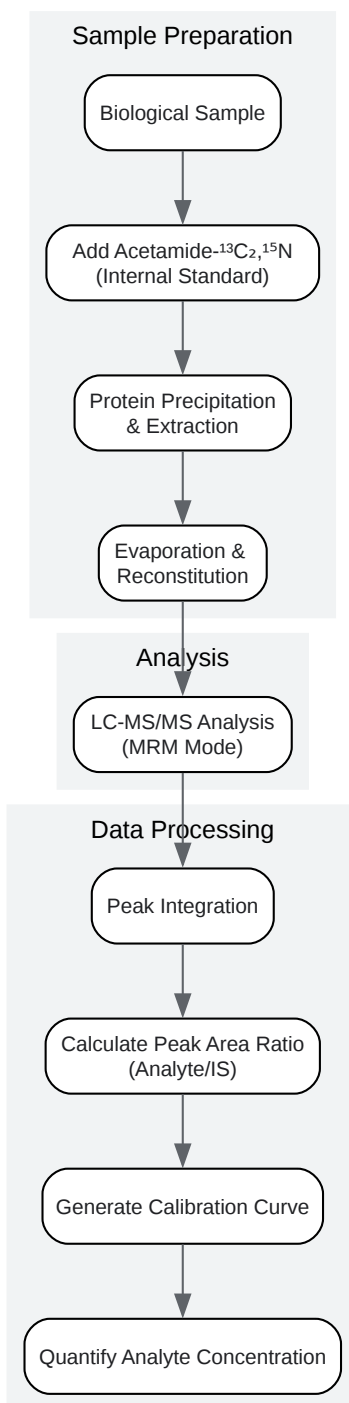 Sample Preparation
Biological Sample
Add Acetamide-¹³C₂,¹⁵N
(Internal Standard)
Protein Precipitation
& Extraction
Evaporation &
Reconstitution
Analysis
LC-MS/MS Analysis
(MRM Mode)
Data Processing
Peak Integration
Calculate Peak Area Ratio
(Analyte/IS)
Generate Calibration Curve
Quantify Analyte Concentration